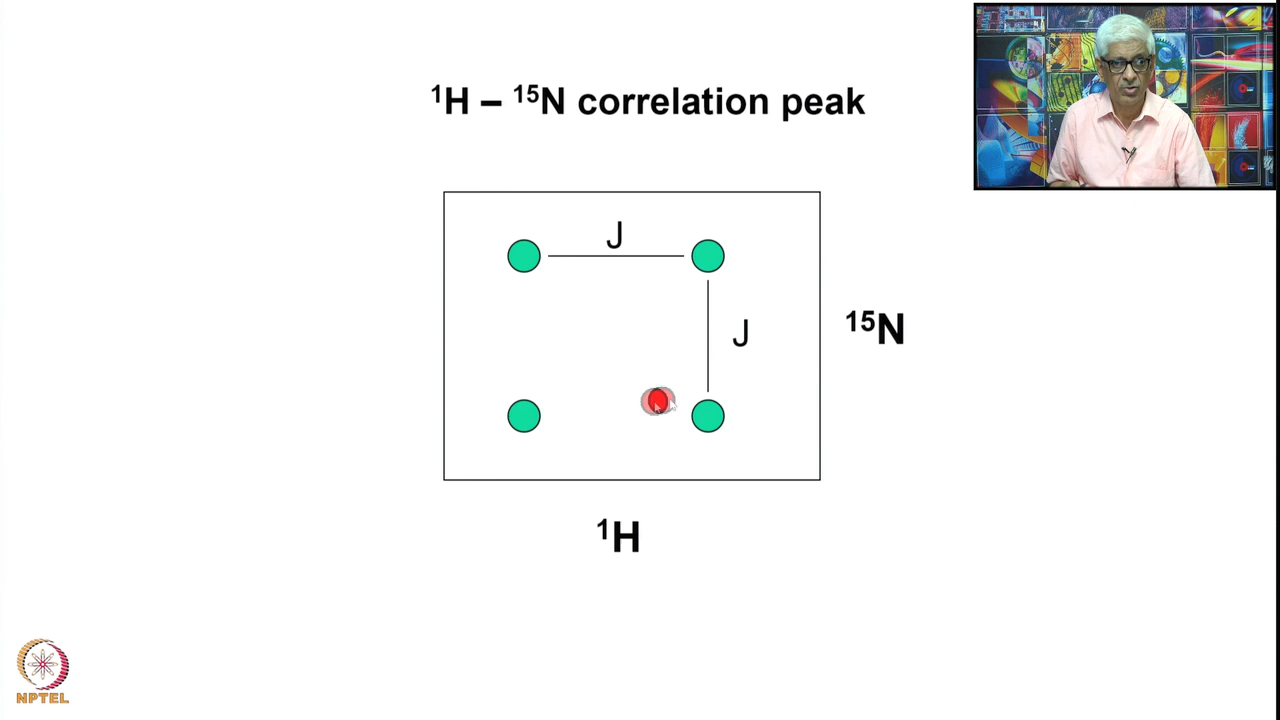 ¹H – ¹⁵N correlation peak
J
J
¹⁵N
¹H
NPTEL